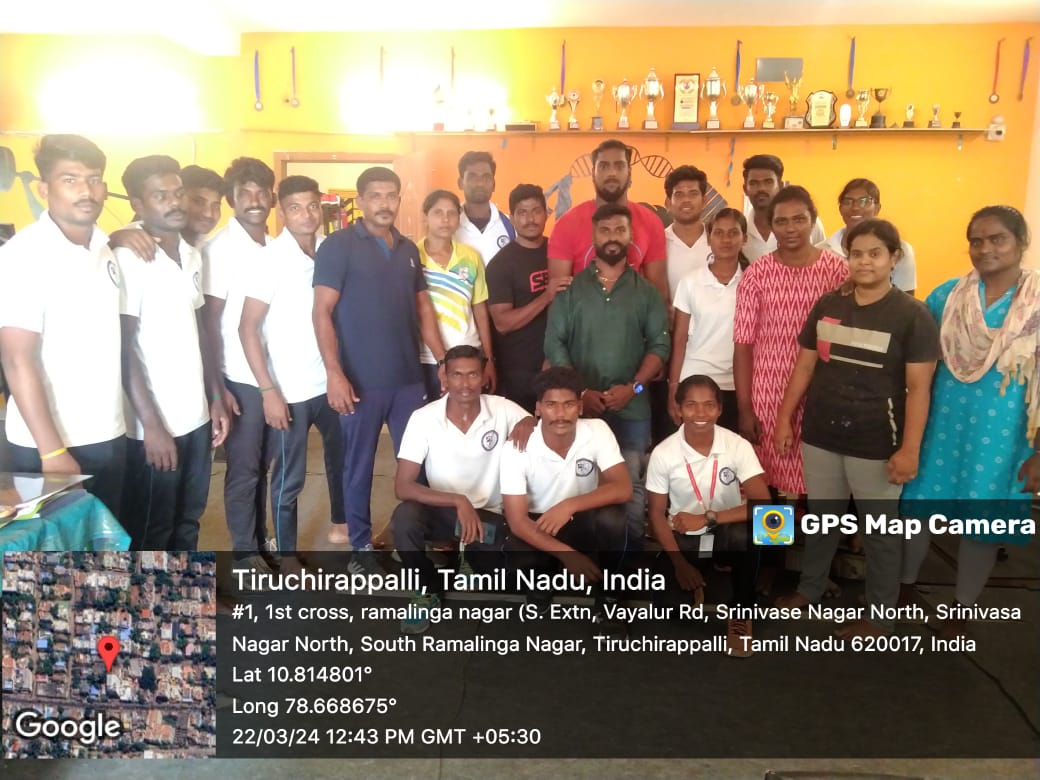 GPS Map Camera
Tiruchirappalli, Tamil Nadu, India
#1, 1st cross, ramalinga nagar (S. Extn, Vayalur Rd, Srinivase Nagar North, Srinivasa
Nagar North, South Ramalinga Nagar, Tiruchirappalli, Tamil Nadu 620017, India
Lat 10.814801°
Long 78.668675°
22/03/24 12:43 PM GMT +05:30
Google